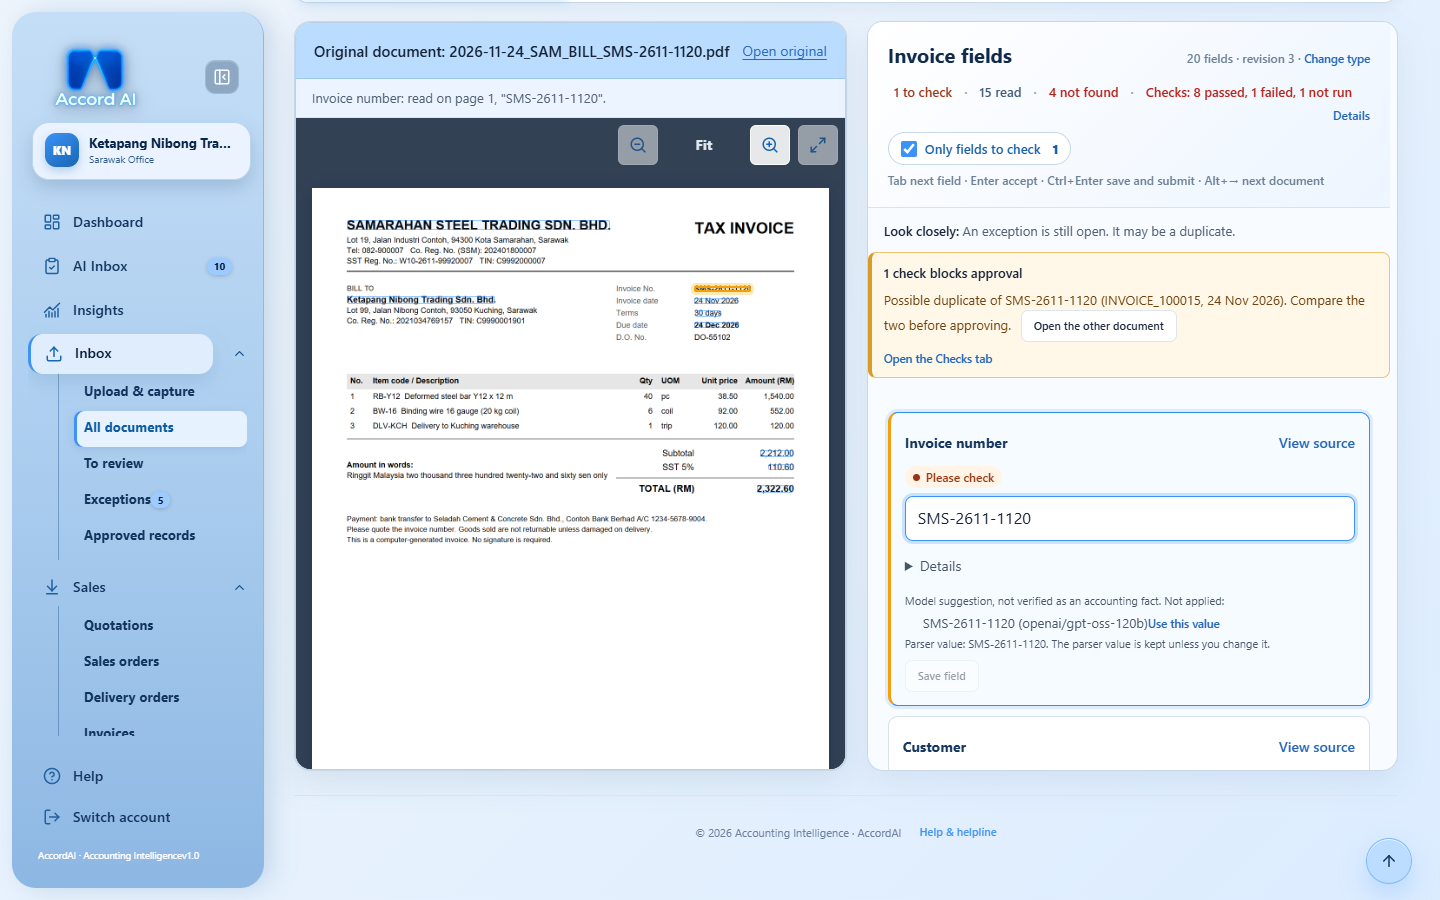 Accord AI
KN
Ketapang Nibong Tra...
Sarawak Office
Dashboard
AI Inbox 10
Insights
Inbox
Upload & capture
All documents
To review
Exceptions 5
Approved records
Sales
Quotations
Sales orders
Delivery orders
Invoices
Help
Switch account
AccordAI · Accounting Intelligencev1.0
Original document: 2026-11-24_SAM_BILL_SMS-2611-1120.pdf Open original
Invoice number: read on page 1, "SMS-2611-1120".
Fit
SAMARAHAN STEEL TRADING SDN. BHD. TAX INVOICE
Lot 19, Jalan Industri Contoh, 94300 Kota Samarahan, Sarawak
Tel: 082-900007 Co. Reg. No. (SSM): 202401800007
SST Reg. No.: W10-2611-99920007 TIN: C9992000007
BILL TO
Ketapang Nibong Trading Sdn. Bhd.
Lot 99, Jalan Nibong Contoh, 93050 Kuching, Sarawak
Co. Reg. No.: 2021034769157 TIN: C9990001901
Invoice No. SMS-2611-1120
Invoice date 24 Nov 2026
Terms 30 days
Due date 24 Dec 2026
D.O. No. DO-55102
No. Item code / Description Qty UOM Unit price Amount (RM)
1 RB-Y12 Deformed steel bar Y12 x 12 m 40 pc 38.50 1,540.00
2 BW-16 Binding wire 16 gauge (20 kg coil) 6 coil 92.00 552.00
3 DLV-KCH Delivery to Kuching warehouse 1 trip 120.00 120.00
Subtotal 2,212.00
SST 5% 110.60
TOTAL (RM) 2,322.60
Amount in words:
Ringgit Malaysia two thousand three hundred twenty-two and sixty sen only
Payment: bank transfer to Seladah Cement & Concrete Sdn. Bhd., Contoh Bank Berhad A/C 1234-5678-9004.
Please quote the invoice number. Goods sold are not returnable unless damaged on delivery.
This is a computer-generated invoice. No signature is required.
Invoice fields
20 fields · revision 3 · Change type
1 to check · 15 read · 4 not found · Checks: 8 passed, 1 failed, 1 not run
Details
Only fields to check 1
Tab next field · Enter accept · Ctrl+Enter save and submit · Alt+→ next document
Look closely: An exception is still open. It may be a duplicate.
1 check blocks approval
Possible duplicate of SMS-2611-1120 (INVOICE_100015, 24 Nov 2026). Compare the
two before approving. Open the other document
Open the Checks tab
Invoice number View source
Please check
SMS-2611-1120
Details
Model suggestion, not verified as an accounting fact. Not applied:
SMS-2611-1120 (openai/gpt-oss-120b)Use this value
Parser value: SMS-2611-1120. The parser value is kept unless you change it.
Save field
Customer View source
© 2026 Accounting Intelligence · AccordAI Help & helpline